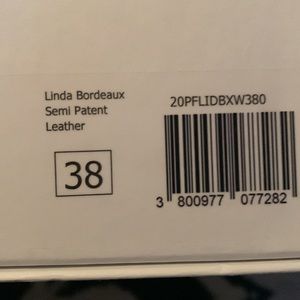 Linda Bordeaux
Semi Patent
Leather
38
20PFLIDBXW380
3 800977 077282